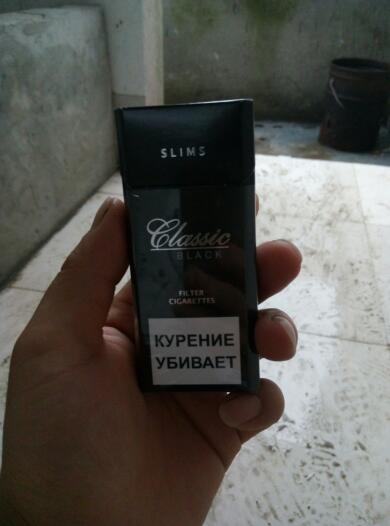 SLIMS
Classic
BLACK
FILTER
CIGARETTES
КУРЕНИЕ
УБИВАЕТ